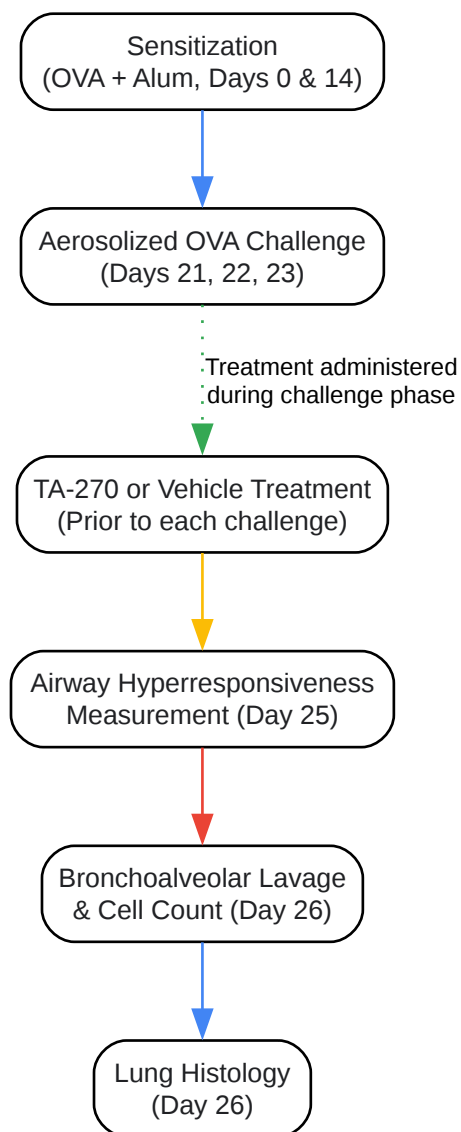 Sensitization
(OVA + Alum, Days 0 & 14)
Aerosolized OVA Challenge
(Days 21, 22, 23)
Treatment administered
during challenge phase
TA-270 or Vehicle Treatment
(Prior to each challenge)
Airway Hyperresponsiveness
Measurement (Day 25)
Bronchoalveolar Lavage
& Cell Count (Day 26)
Lung Histology
(Day 26)